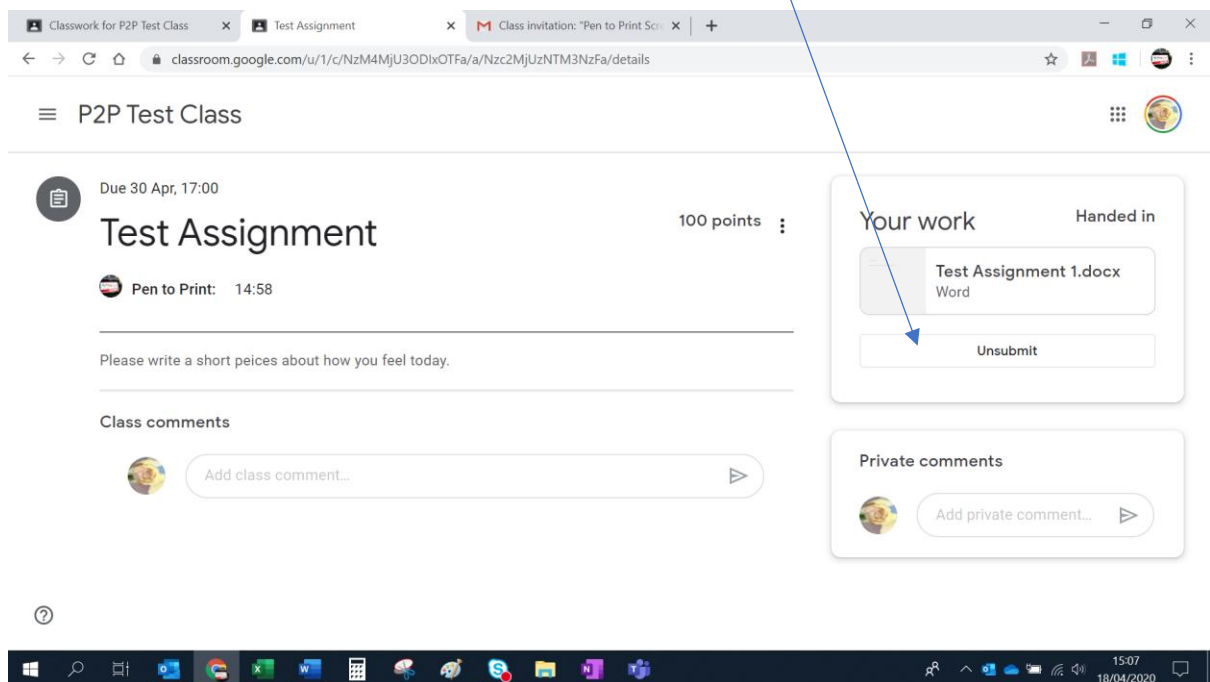 Classwork for P2P Test Class
Test Assignment
Class invitation: "Pen to Print Scr
classroom.google.com/u/1/c/NzM4MjU3ODIxOTFa/a/Nzc2MjUzNTM3NzFa/details
P2P Test Class
Due 30 Apr, 17:00
Test Assignment
100 points
Pen to Print: 14:58
Please write a short peices about how you feel today.
Class comments
Add class comment...
Your work
Handed in
Test Assignment 1.docx
Word
Unsubmit
Private comments
Add private comment...
15:07
18/04/2020